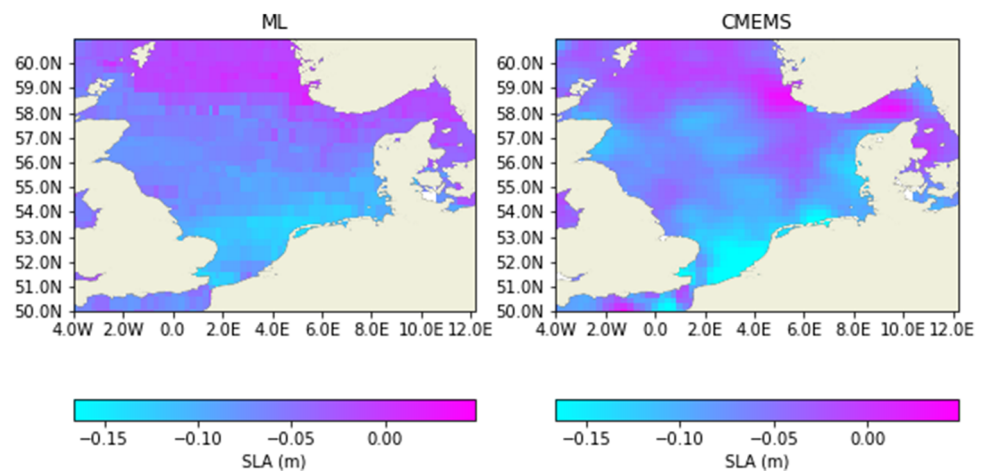 ML
CMEMS
60.0N
59.0N
58.0N
57.0N
56.0N
55.0N
54.0N
53.0N
52.0N
51.0N
50.0N
4.0W 2.0W 0.0 2.0E 4.0E 6.0E 8.0E 10.0E 12.0E
60.0N
59.0N
58.0N
57.0N
56.0N
55.0N
54.0N
53.0N
52.0N
51.0N
50.0N
4.0W 2.0W 0.0 2.0E 4.0E 6.0E 8.0E 10.0E 12.0E
−0.15 −0.10 −0.05 0.00
SLA (m)
−0.15 −0.10 −0.05 0.00
SLA (m)